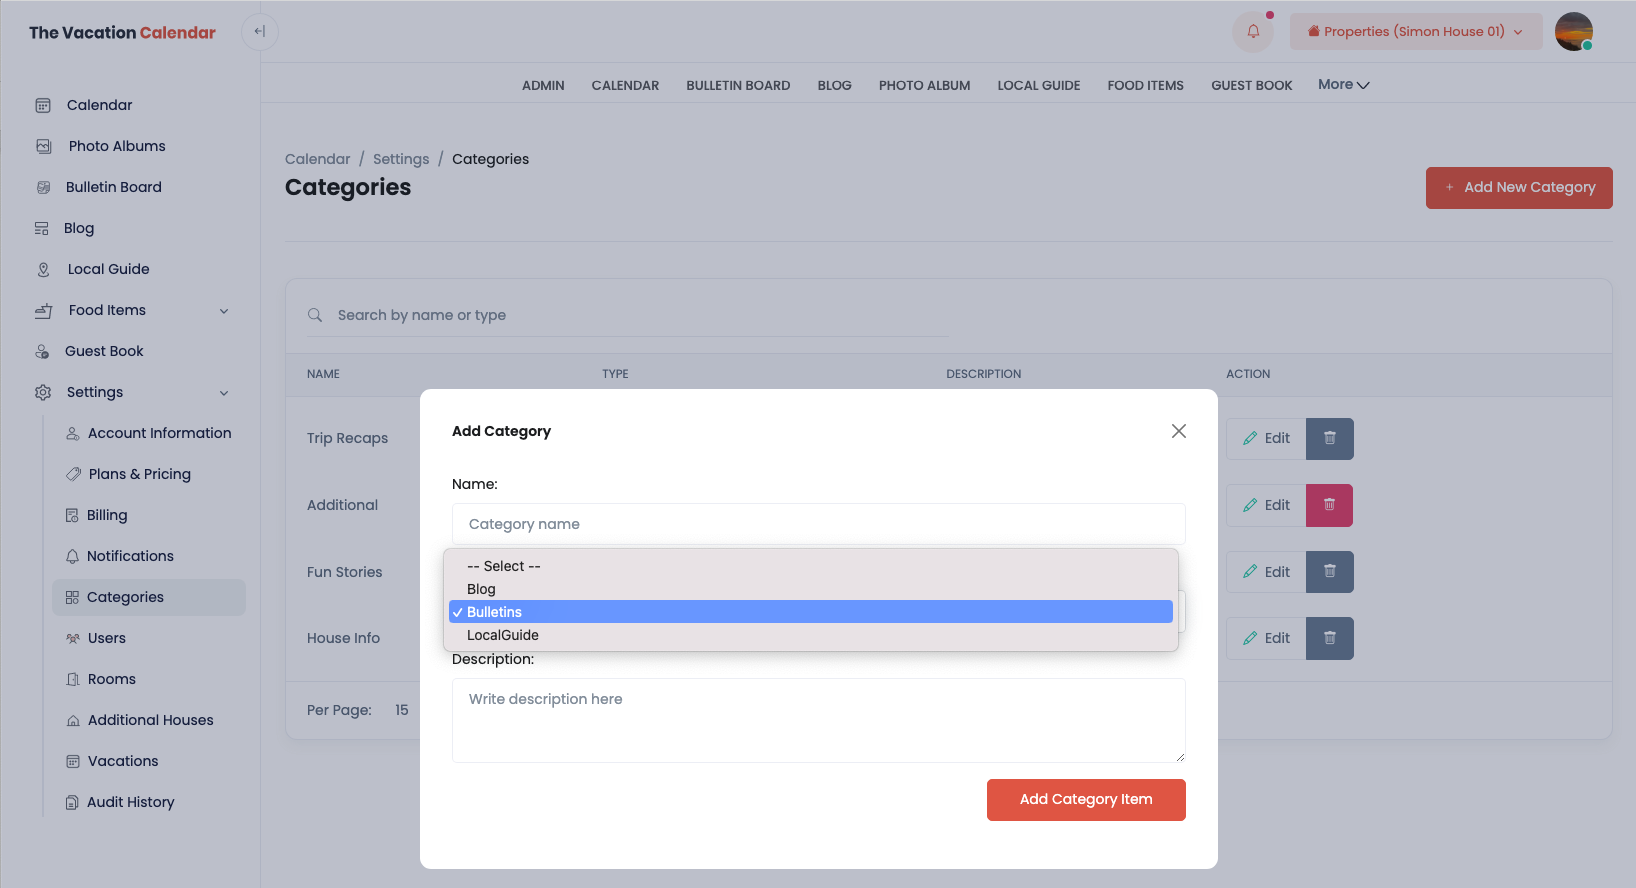 The Vacation Calendar
Properties (Simon House 01)
ADMIN CALENDAR BULLETIN BOARD BLOG PHOTO ALBUM LOCAL GUIDE FOOD ITEMS GUEST BOOK More
Calendar
Photo Albums
Bulletin Board
Blog
Local Guide
Food Items
Guest Book
Settings
Account Information
Plans & Pricing
Billing
Notifications
Categories
Users
Rooms
Additional Houses
Vacations
Audit History
Calendar / Settings / Categories
Categories
+ Add New Category
Search by name or type
NAME TYPE DESCRIPTION ACTION
Trip Recaps Edit
Additional Edit
Fun Stories Edit
House Info Edit
Per Page: 15
Add Category
Name:
Category name
-- Select --
Blog
✓ Bulletins
LocalGuide
Description:
Write description here
Add Category Item